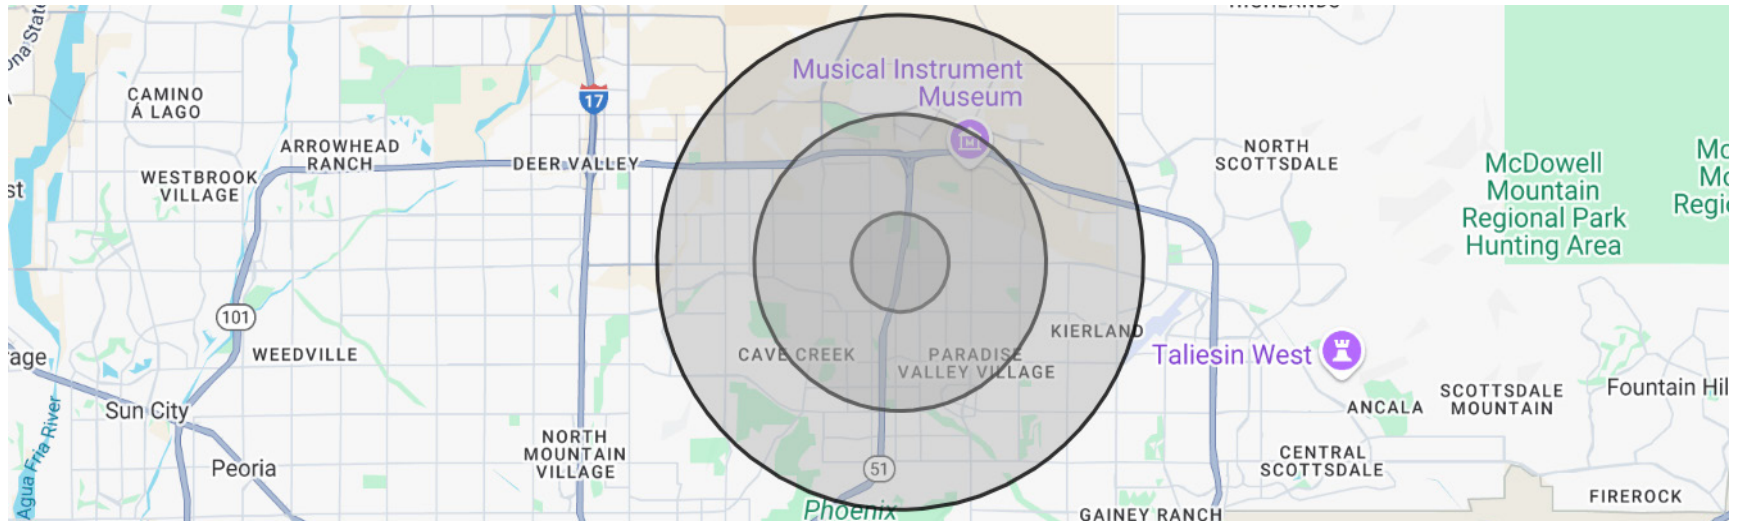 HIGHLANDS
Musical Instrument
Museum
CAMINO
Á LAGO
17
ARROWHEAD
RANCH
DEER VALLEY
WESTBROOK
VILLAGE
NORTH
SCOTTSDALE
McDowell
Mountain
Regional Park
Hunting Area
101
WEEDVILLE
CAVE CREEK
PARADISE
VALLEY VILLAGE
KIERLAND
Taliesin West
Sun City
ANCALA
SCOTTSDALE
MOUNTAIN
Fountain Hil
NORTH
MOUNTAIN
VILLAGE
Peoria
51
CENTRAL
SCOTTSDALE
Agua Fria River
Phoenix
GAINEY RANCH
FIREROCK